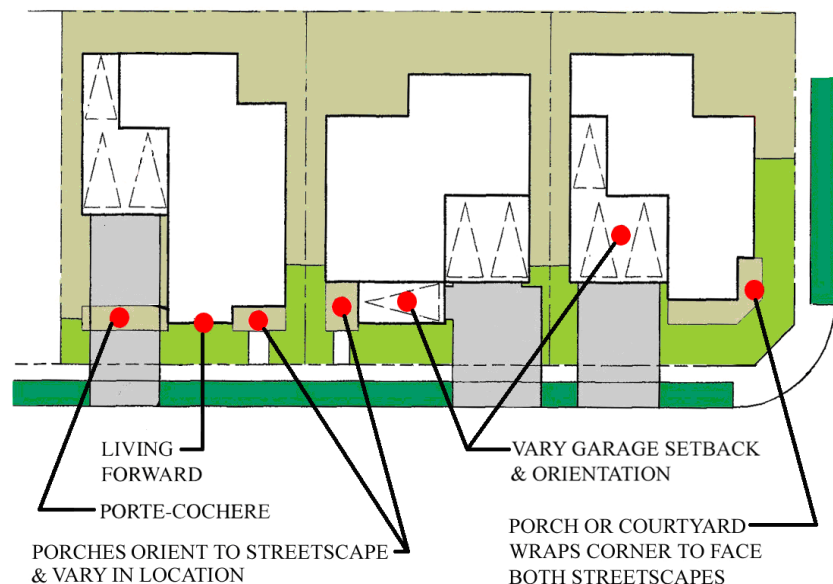 LIVING
FORWARD
PORTE-COCHERE
PORCHES ORIENT TO STREETSCAPE
& VARY IN LOCATION
VARY GARAGE SETBACK
& ORIENTATION
PORCH OR COURTYARD
WRAPS CORNER TO FACE
BOTH STREETSCAPES